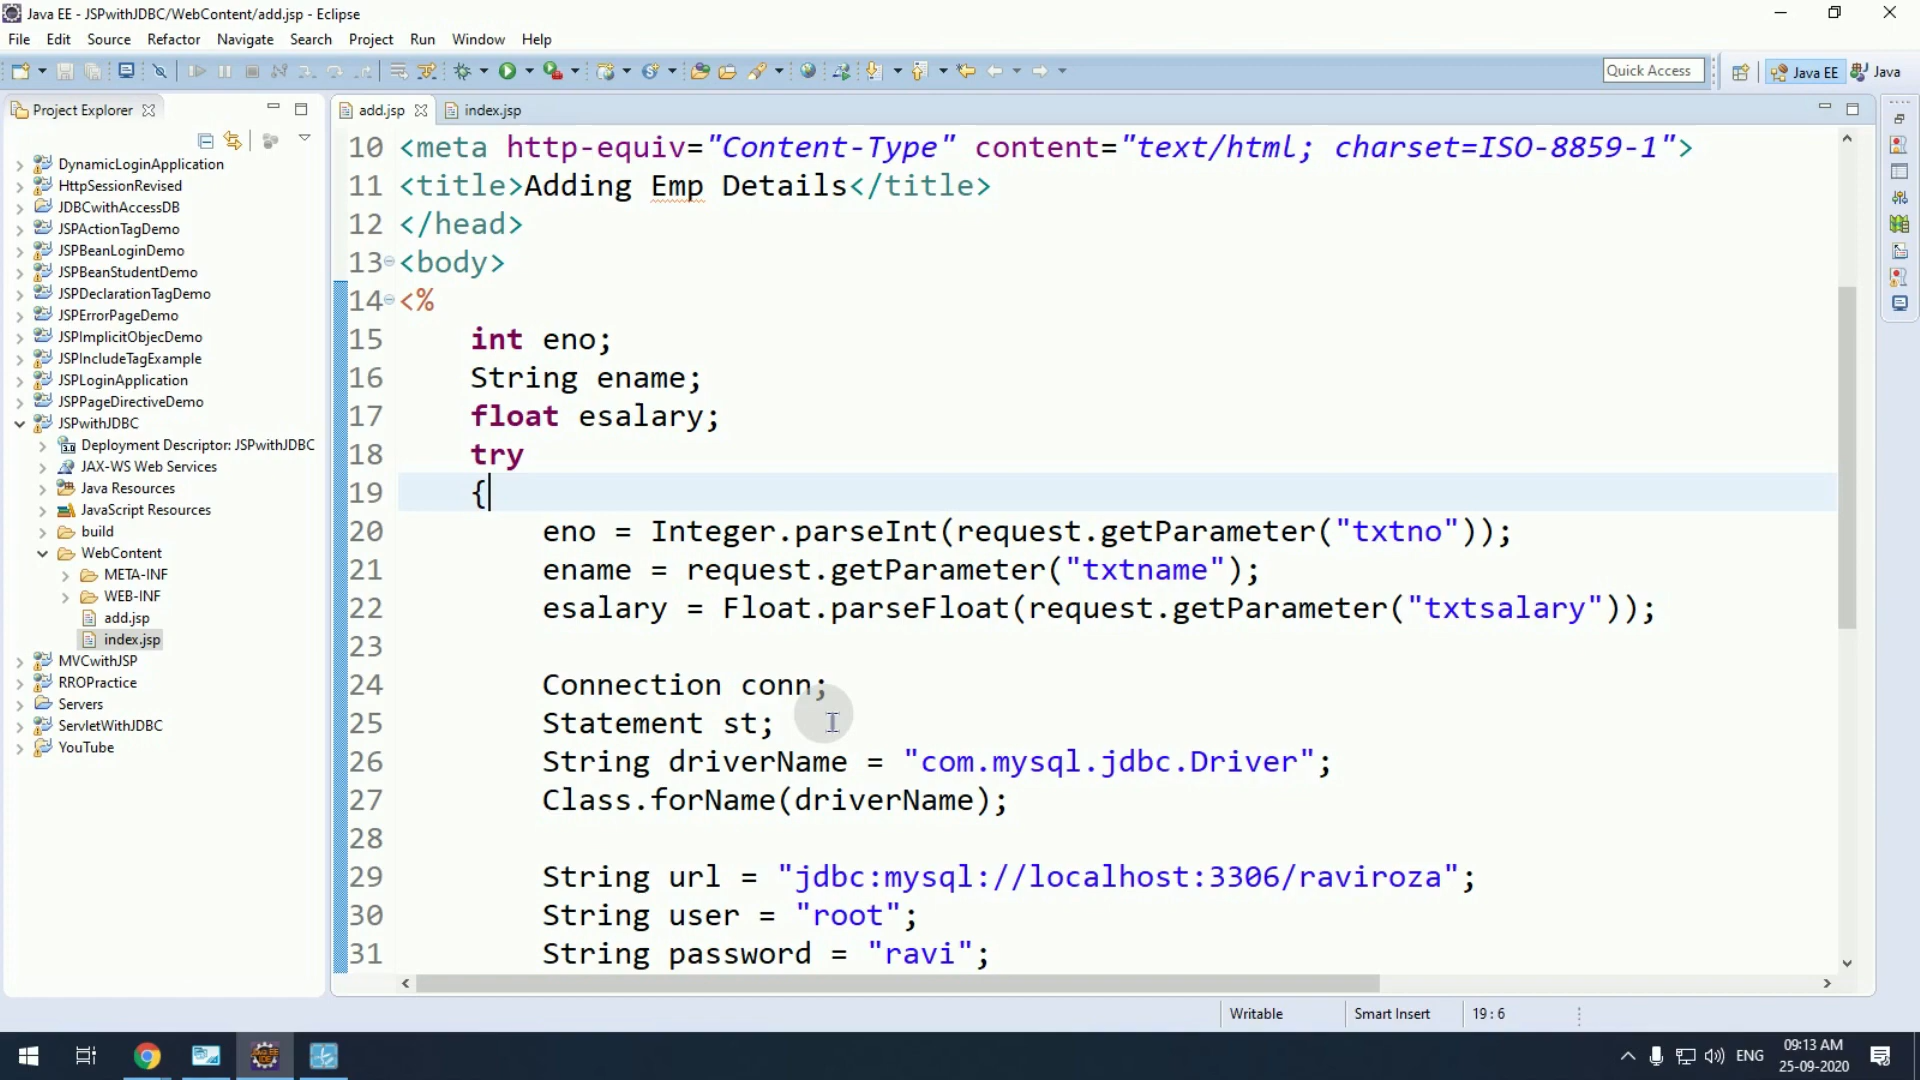 Java EE - JSPwithJDBC/WebContent/add.jsp - Eclipse
File Edit Source Refactor Navigate Search Project Run Window Help
Quick Access
Java EE
Java
Project Explorer
add.jsp
index.jsp
DynamicLoginApplication
HttpSessionRevised
JDBCwithAccessDB
JSPActionTagDemo
JSPBeanLoginDemo
JSPBeanStudentDemo
JSPDeclarationTagDemo
JSPErrorPageDemo
JSPImplicitObjecDemo
JSPIncludeTagExample
JSPLoginApplication
JSPPageDirectiveDemo
JSPwithJDBC
Deployment Descriptor: JSPwithJDBC
JAX-WS Web Services
Java Resources
JavaScript Resources
build
WebContent
META-INF
WEB-INF
add.jsp
index.jsp
MVCwithJSP
RROPractice
Servers
ServletWithJDBC
YouTube
10 <meta http-equiv="Content-Type" content="text/html; charset=ISO-8859-1">
11 <title>Adding Emp Details</title>
12 </head>
13 <body>
14 <%
15 int eno;
16 String ename;
17 float esalary;
18 try
19 {
20 eno = Integer.parseInt(request.getParameter("txtno"));
21 ename = request.getParameter("txtname");
22 esalary = Float.parseFloat(request.getParameter("txtsalary"));
23
24 Connection conn;
25 Statement st;
26 String driverName = "com.mysql.jdbc.Driver";
27 Class.forName(driverName);
28
29 String url = "jdbc:mysql://localhost:3306/raviroza";
30 String user = "root";
31 String password = "ravi";
Writable
Smart Insert
19 : 6
ENG
09:13 AM
25-09-2020